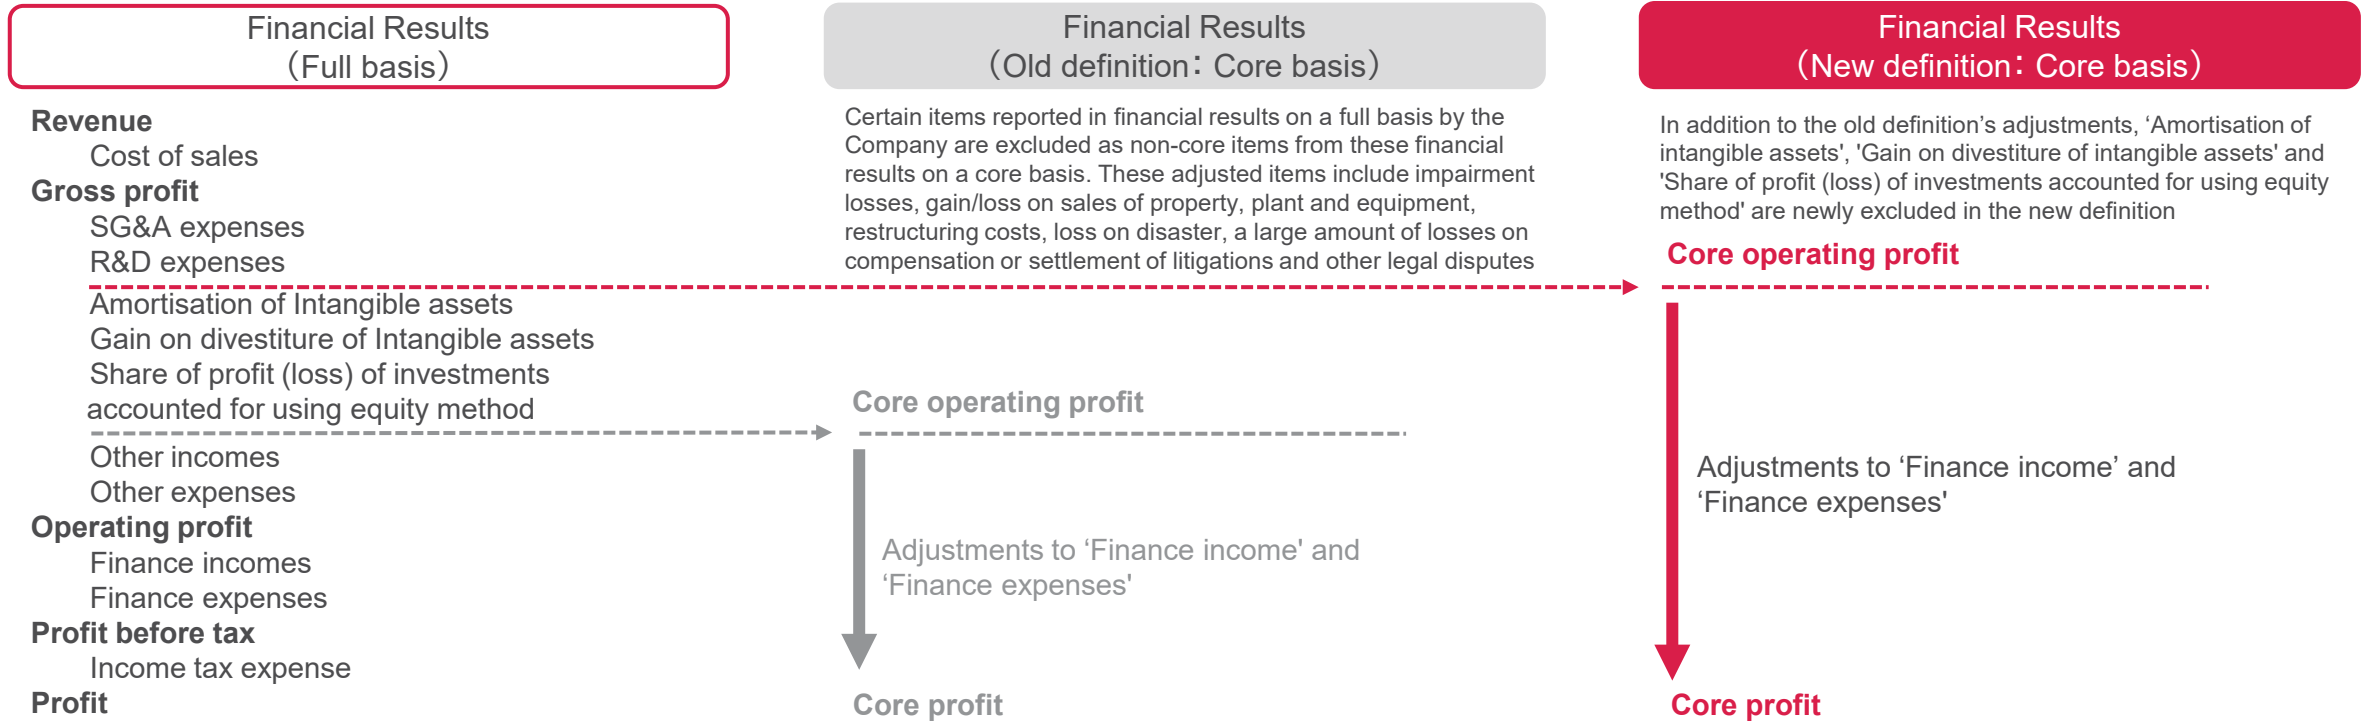 Financial Results
（Full basis）
Revenue
Cost of sales
Gross profit
SG&A expenses
R&D expenses
Amortisation of Intangible assets
Gain on divestiture of Intangible assets
Share of profit (loss) of investments
accounted for using equity method
Other incomes
Other expenses
Operating profit
Finance incomes
Finance expenses
Profit before tax
Income tax expense
Profit
Financial Results
（Old definition：Core basis）
Certain items reported in financial results on a full basis by the
Company are excluded as non-core items from these financial
results on a core basis. These adjusted items include impairment
losses, gain/loss on sales of property, plant and equipment,
restructuring costs, loss on disaster, a large amount of losses on
compensation or settlement of litigations and other legal disputes
Core operating profit
Adjustments to ‘Finance income' and
‘Finance expenses'
Core profit
Financial Results
（New definition：Core basis）
In addition to the old definition’s adjustments, ‘Amortisation of
intangible assets', 'Gain on divestiture of intangible assets' and
'Share of profit (loss) of investments accounted for using equity
method' are newly excluded in the new definition
Core operating profit
Adjustments to ‘Finance income’ and
‘Finance expenses'
Core profit